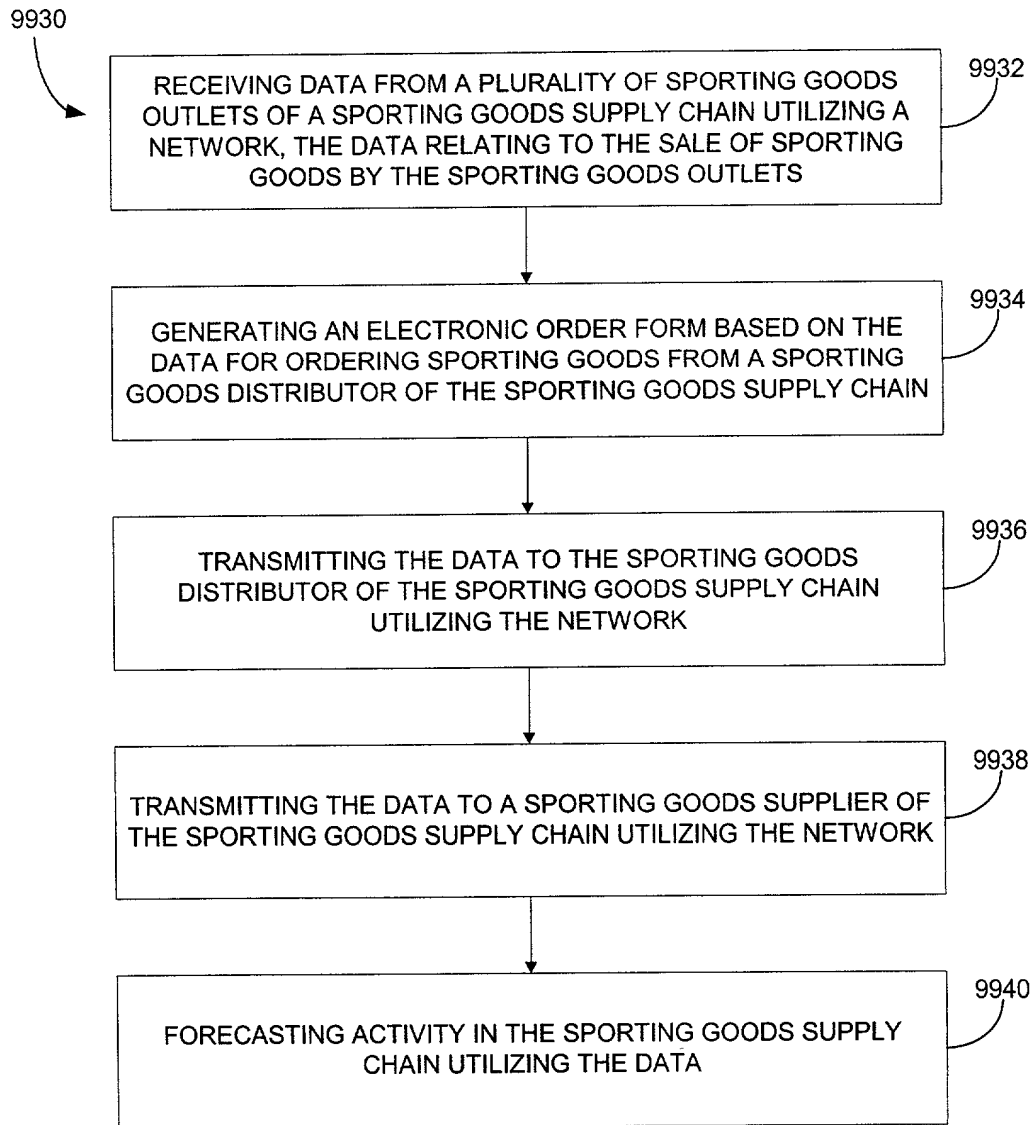 9930
9932
RECEIVING DATA FROM A PLURALITY OF SPORTING GOODS
OUTLETS OF A SPORTING GOODS SUPPLY CHAIN UTILIZING A
NETWORK, THE DATA RELATING TO THE SALE OF SPORTING
GOODS BY THE SPORTING GOODS OUTLETS
9934
GENERATING AN ELECTRONIC ORDER FORM BASED ON THE
DATA FOR ORDERING SPORTING GOODS FROM A SPORTING
GOODS DISTRIBUTOR OF THE SPORTING GOODS SUPPLY CHAIN
9936
TRANSMITTING THE DATA TO THE SPORTING GOODS
DISTRIBUTOR OF THE SPORTING GOODS SUPPLY CHAIN
UTILIZING THE NETWORK
9938
TRANSMITTING THE DATA TO A SPORTING GOODS SUPPLIER OF
THE SPORTING GOODS SUPPLY CHAIN UTILIZING THE NETWORK
9940
FORECASTING ACTIVITY IN THE SPORTING GOODS SUPPLY
CHAIN UTILIZING THE DATA